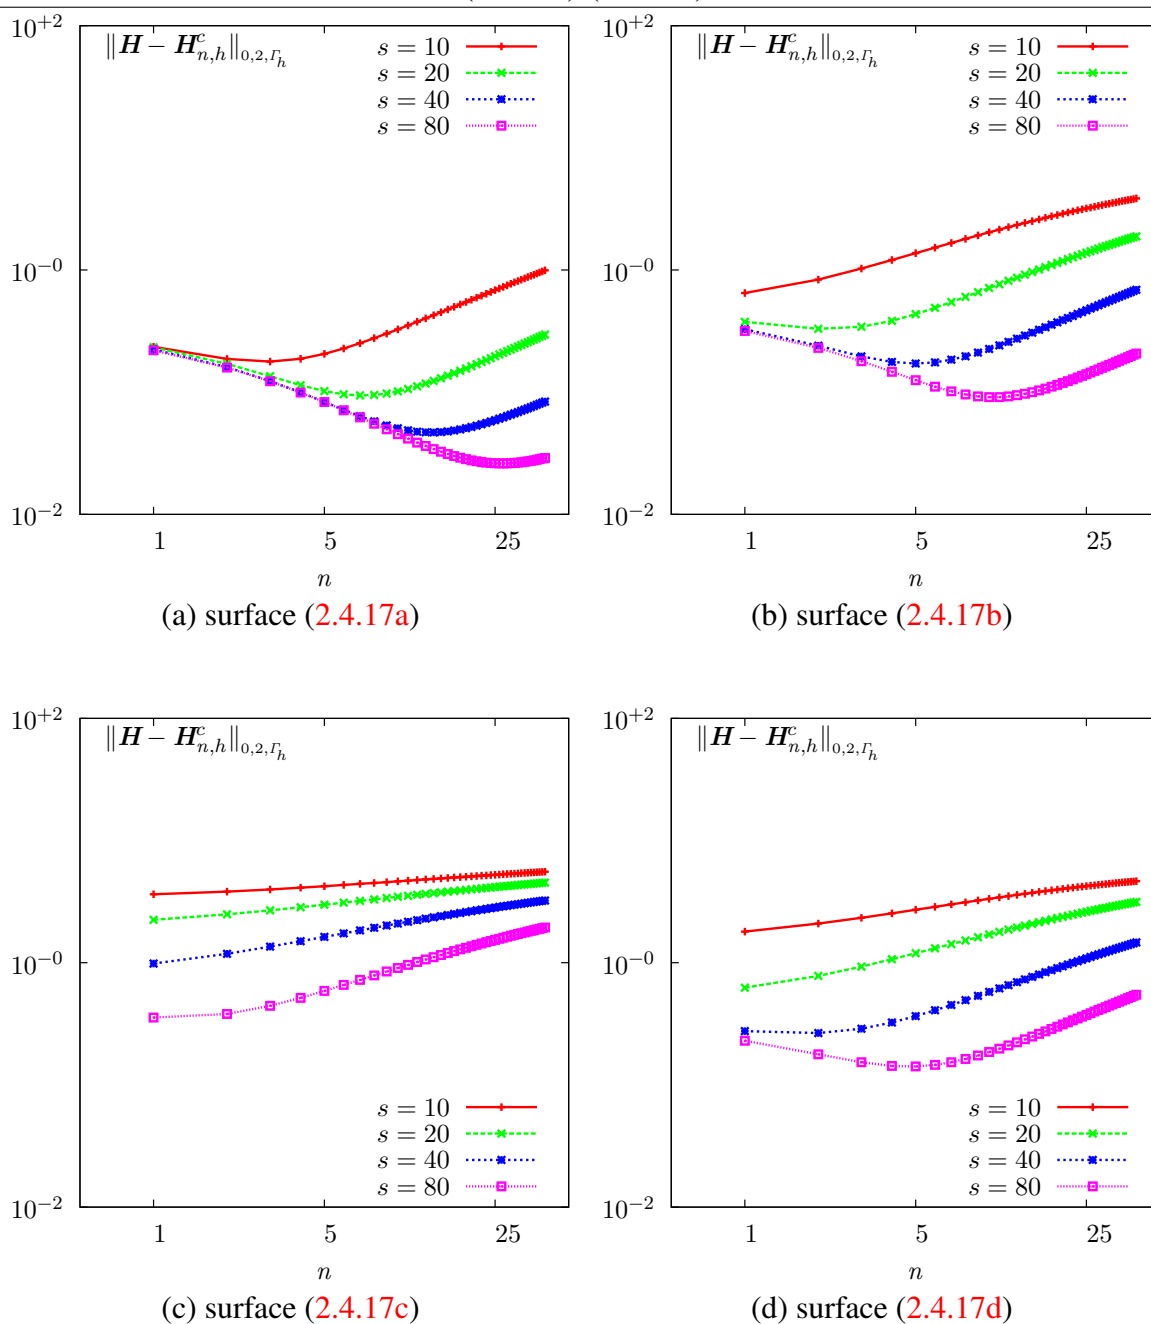 10^{+2}
‖H − H^c_{n,h}‖_{0,2,Γ_h}
s = 10
s = 20
s = 40
s = 80
10^{−0}
10^{−2}
1 5 25
n
(a) surface (2.4.17a)
10^{+2}
‖H − H^c_{n,h}‖_{0,2,Γ_h}
s = 10
s = 20
s = 40
s = 80
10^{−0}
10^{−2}
1 5 25
n
(b) surface (2.4.17b)
10^{+2}
‖H − H^c_{n,h}‖_{0,2,Γ_h}
10^{−0}
s = 10
s = 20
s = 40
s = 80
10^{−2}
1 5 25
n
(c) surface (2.4.17c)
10^{+2}
‖H − H^c_{n,h}‖_{0,2,Γ_h}
10^{−0}
s = 10
s = 20
s = 40
s = 80
10^{−2}
1 5 25
n
(d) surface (2.4.17d)